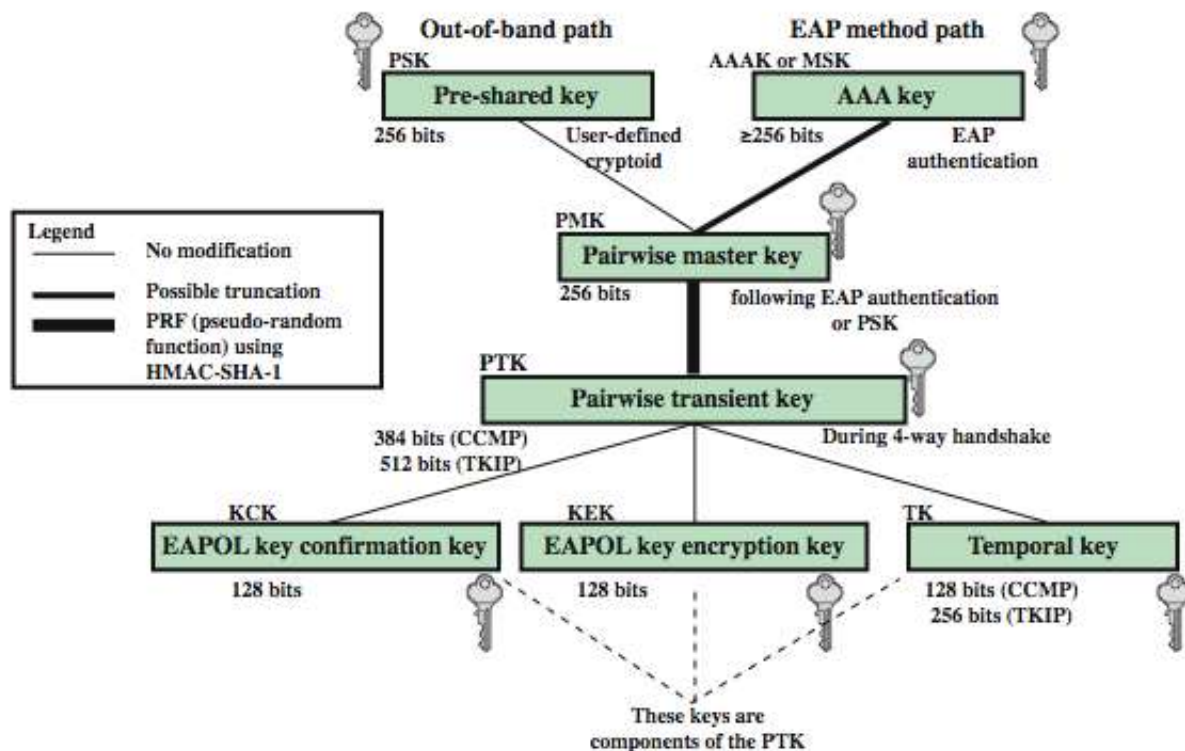 Out-of-band path
EAP method path
PSK
AAAK or MSK
Pre-shared key
AAA key
256 bits
User-defined
cryptoid
≥256 bits
EAP
authentication
Legend
No modification
Possible truncation
PRF (pseudo-random
function) using
HMAC-SHA-1
PMK
Pairwise master key
256 bits
following EAP authentication
or PSK
PTK
Pairwise transient key
384 bits (CCMP)
512 bits (TKIP)
During 4-way handshake
KCK
KEK
TK
EAPOL key confirmation key
EAPOL key encryption key
Temporal key
128 bits
128 bits
128 bits (CCMP)
256 bits (TKIP)
These keys are
components of the PTK